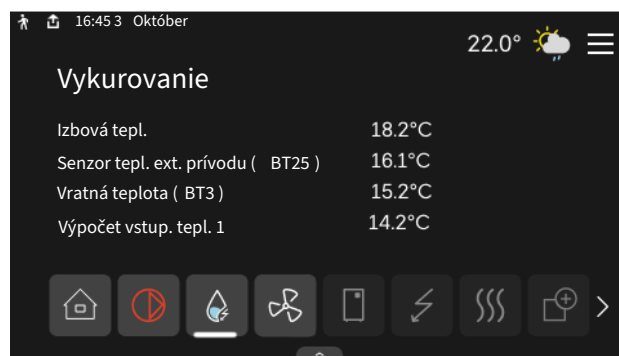 16:45 3 Október
22.0°
Vykurovanie
Izbová tepl. 18.2°C
Senzor tepl. ext. prívodu ( BT25 ) 16.1°C
Vratná teplota ( BT3 ) 15.2°C
Výpočet vstup. tepl. 1 14.2°C